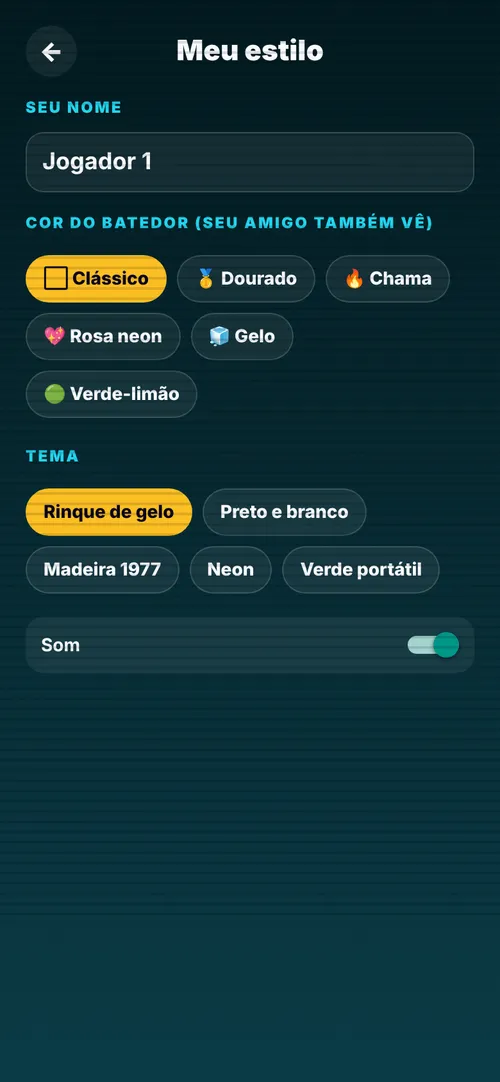 Meu estilo
SEU NOME
Jogador 1
COR DO BATEDOR (SEU AMIGO TAMBÉM VÊ)
Clássico 🥇 Dourado 🔥 Chama
💖 Rosa neon 🧊 Gelo
🟢 Verde-limão
TEMA
Rinque de gelo Preto e branco
Madeira 1977 Neon Verde portátil
Som